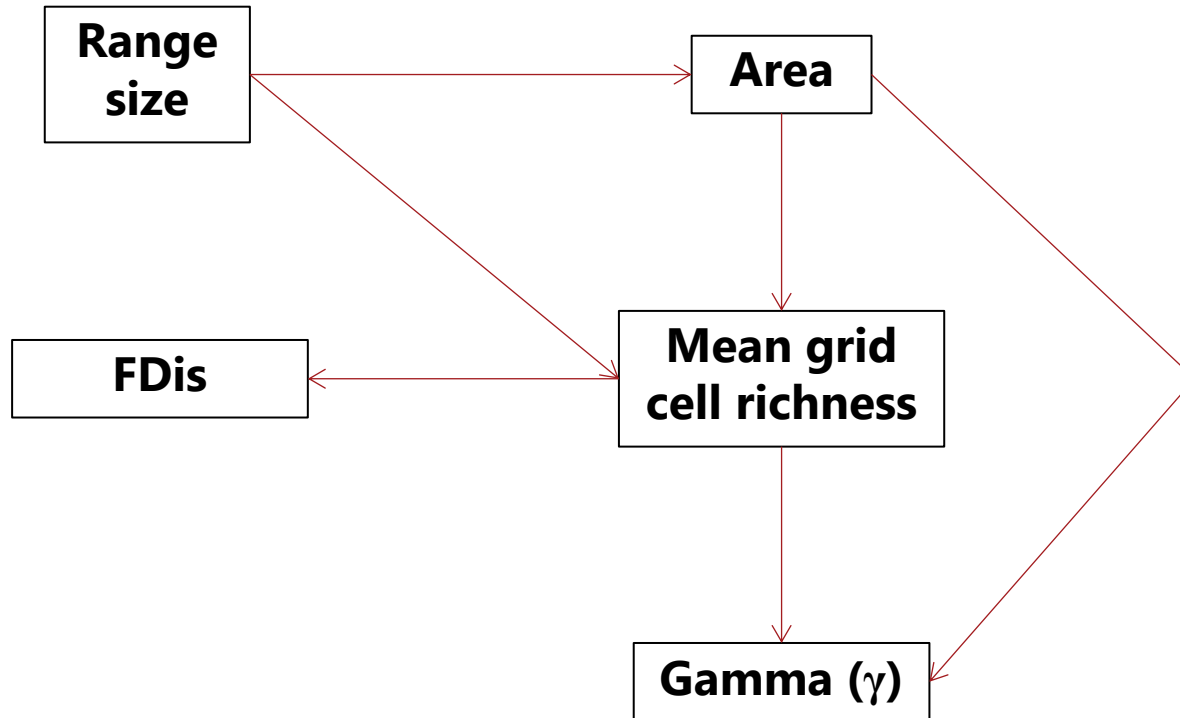 Range
size
Area
FDis
Mean grid
cell richness
Gamma (γ)